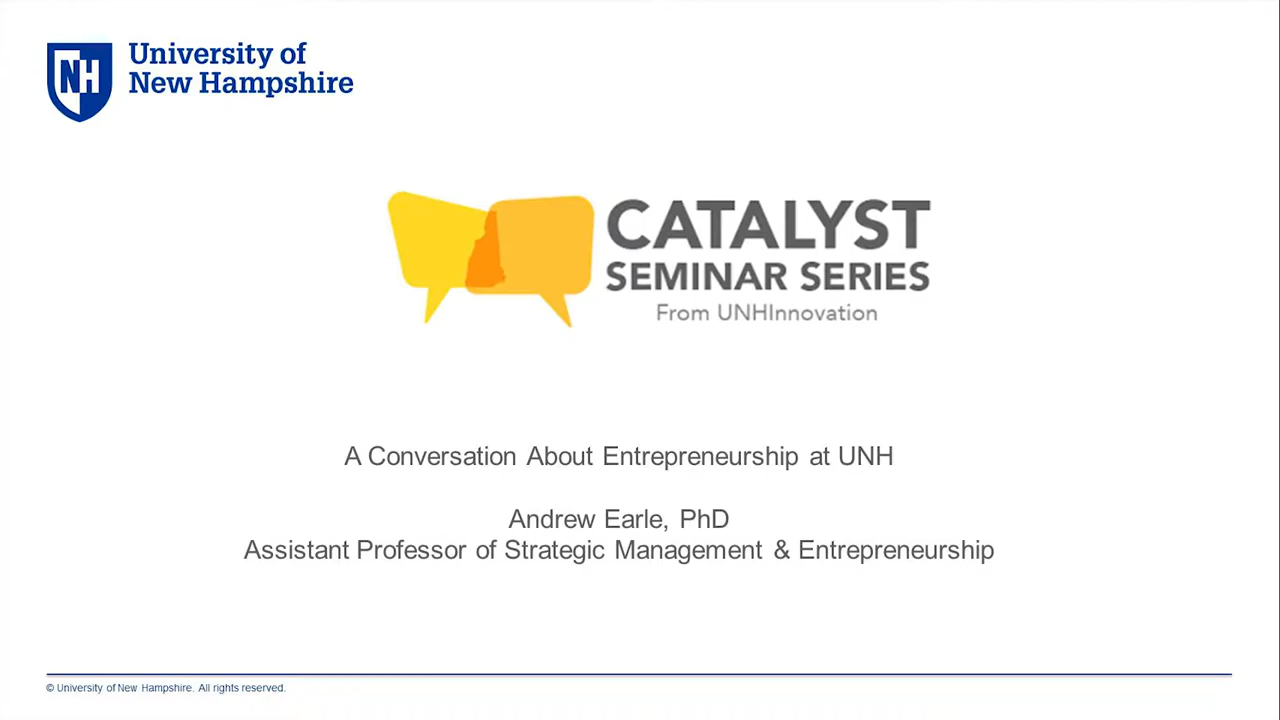 NH
University of
New Hampshire
CATALYST
SEMINAR SERIES
From UNHInnovation
A Conversation About Entrepreneurship at UNH
Andrew Earle, PhD
Assistant Professor of Strategic Management & Entrepreneurship
© University of New Hampshire. All rights reserved.